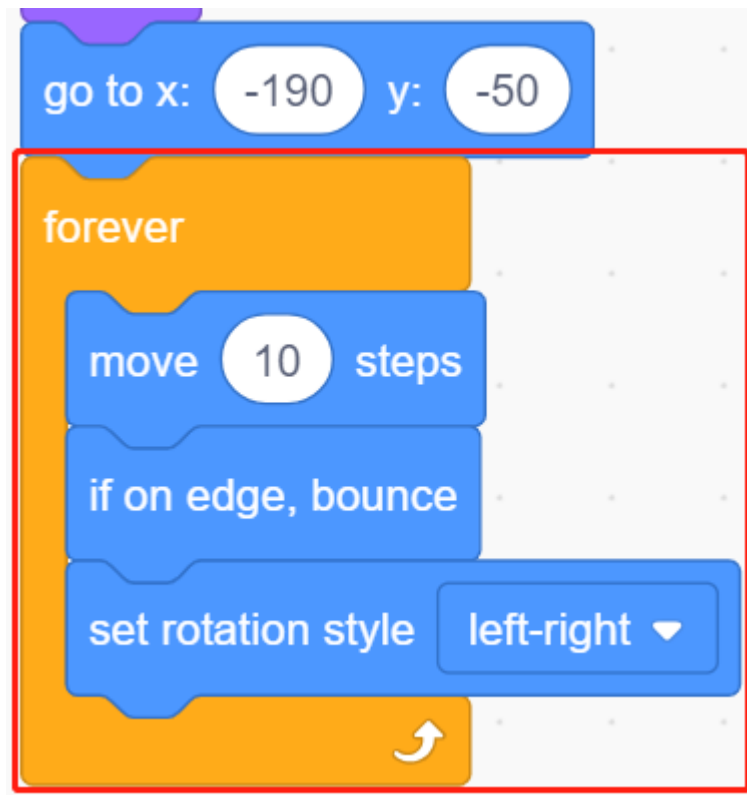 go to x: -190 y: -50
forever
move 10 steps
if on edge, bounce
set rotation style left-right